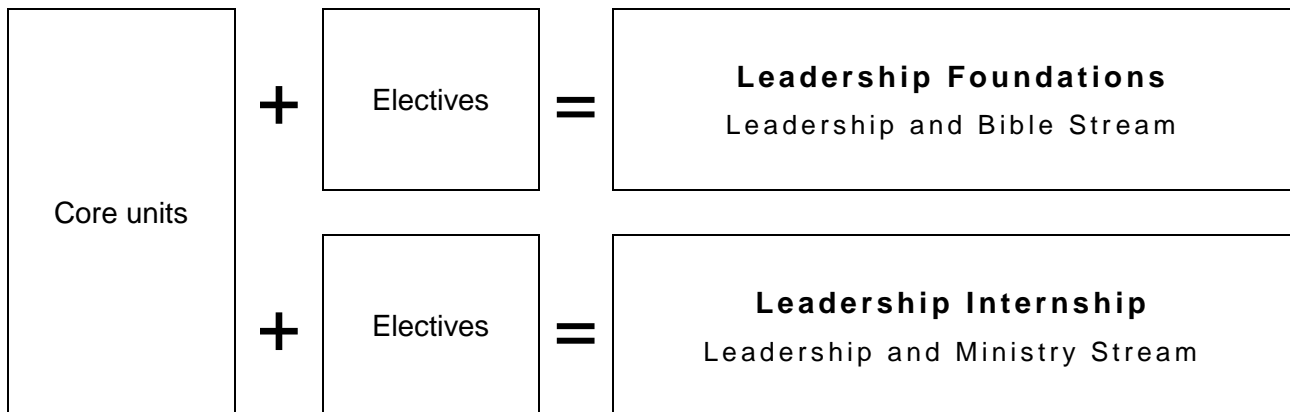 Core units
+
Electives
=
Leadership Foundations
Leadership and Bible Stream
+
Electives
=
Leadership Internship
Leadership and Ministry Stream